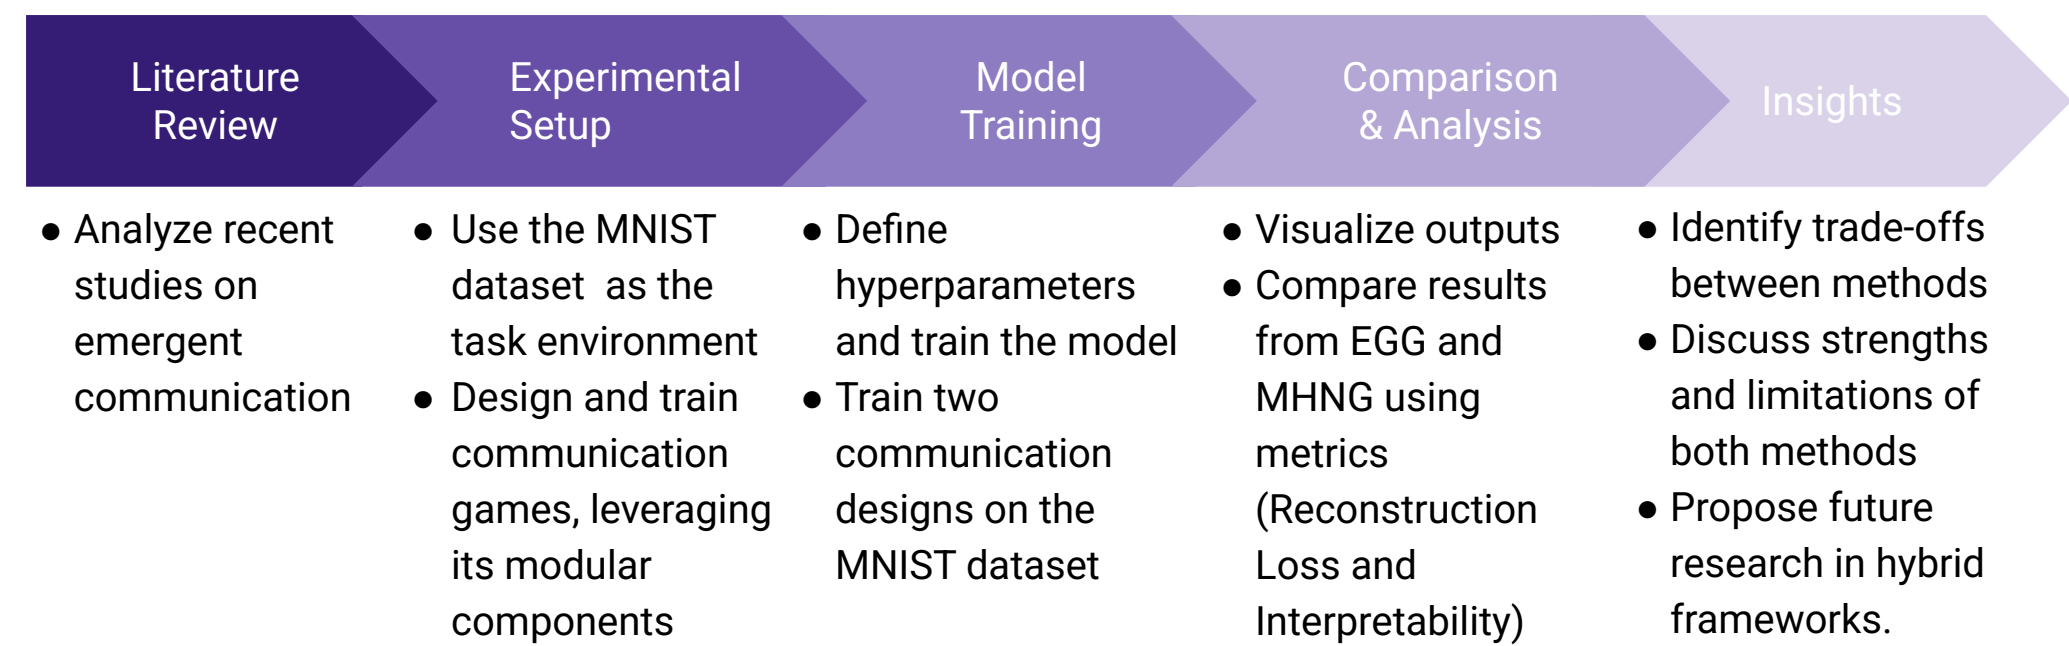 Literature
Review
Experimental
Setup
Model
Training
Comparison
& Analysis
Insights
● Analyze recent
studies on
emergent
communication
● Use the MNIST
dataset  as the
task environment
● Design and train
communication
games, leveraging
its modular
components
● Define
hyperparameters
and train the model
● Train two
communication
designs on the
MNIST dataset
● Visualize outputs
● Compare results
from EGG and
MHNG using
metrics
(Reconstruction
Loss and
Interpretability)
● Identify trade-offs
between methods
● Discuss strengths
and limitations of
both methods
● Propose future
research in hybrid
frameworks.